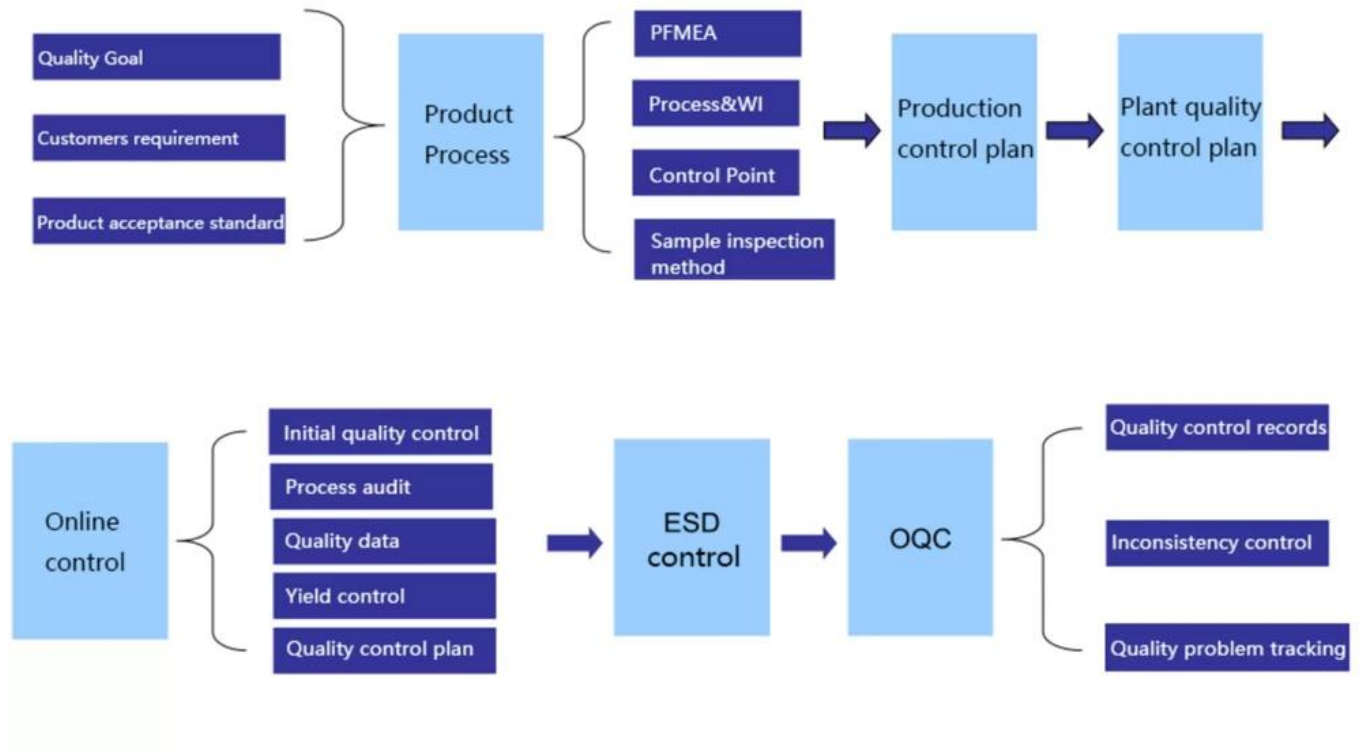 Quality Goal
Customers requirement
Product acceptance standard
Product
Process
PFMEA
Process&WI
Control Point
Sample inspection
method
Production
control plan
Plant quality
control plan
Online
control
Initial quality control
Process audit
Quality data
Yield control
Quality control plan
ESD
control
OQC
Quality control records
Inconsistency control
Quality problem tracking